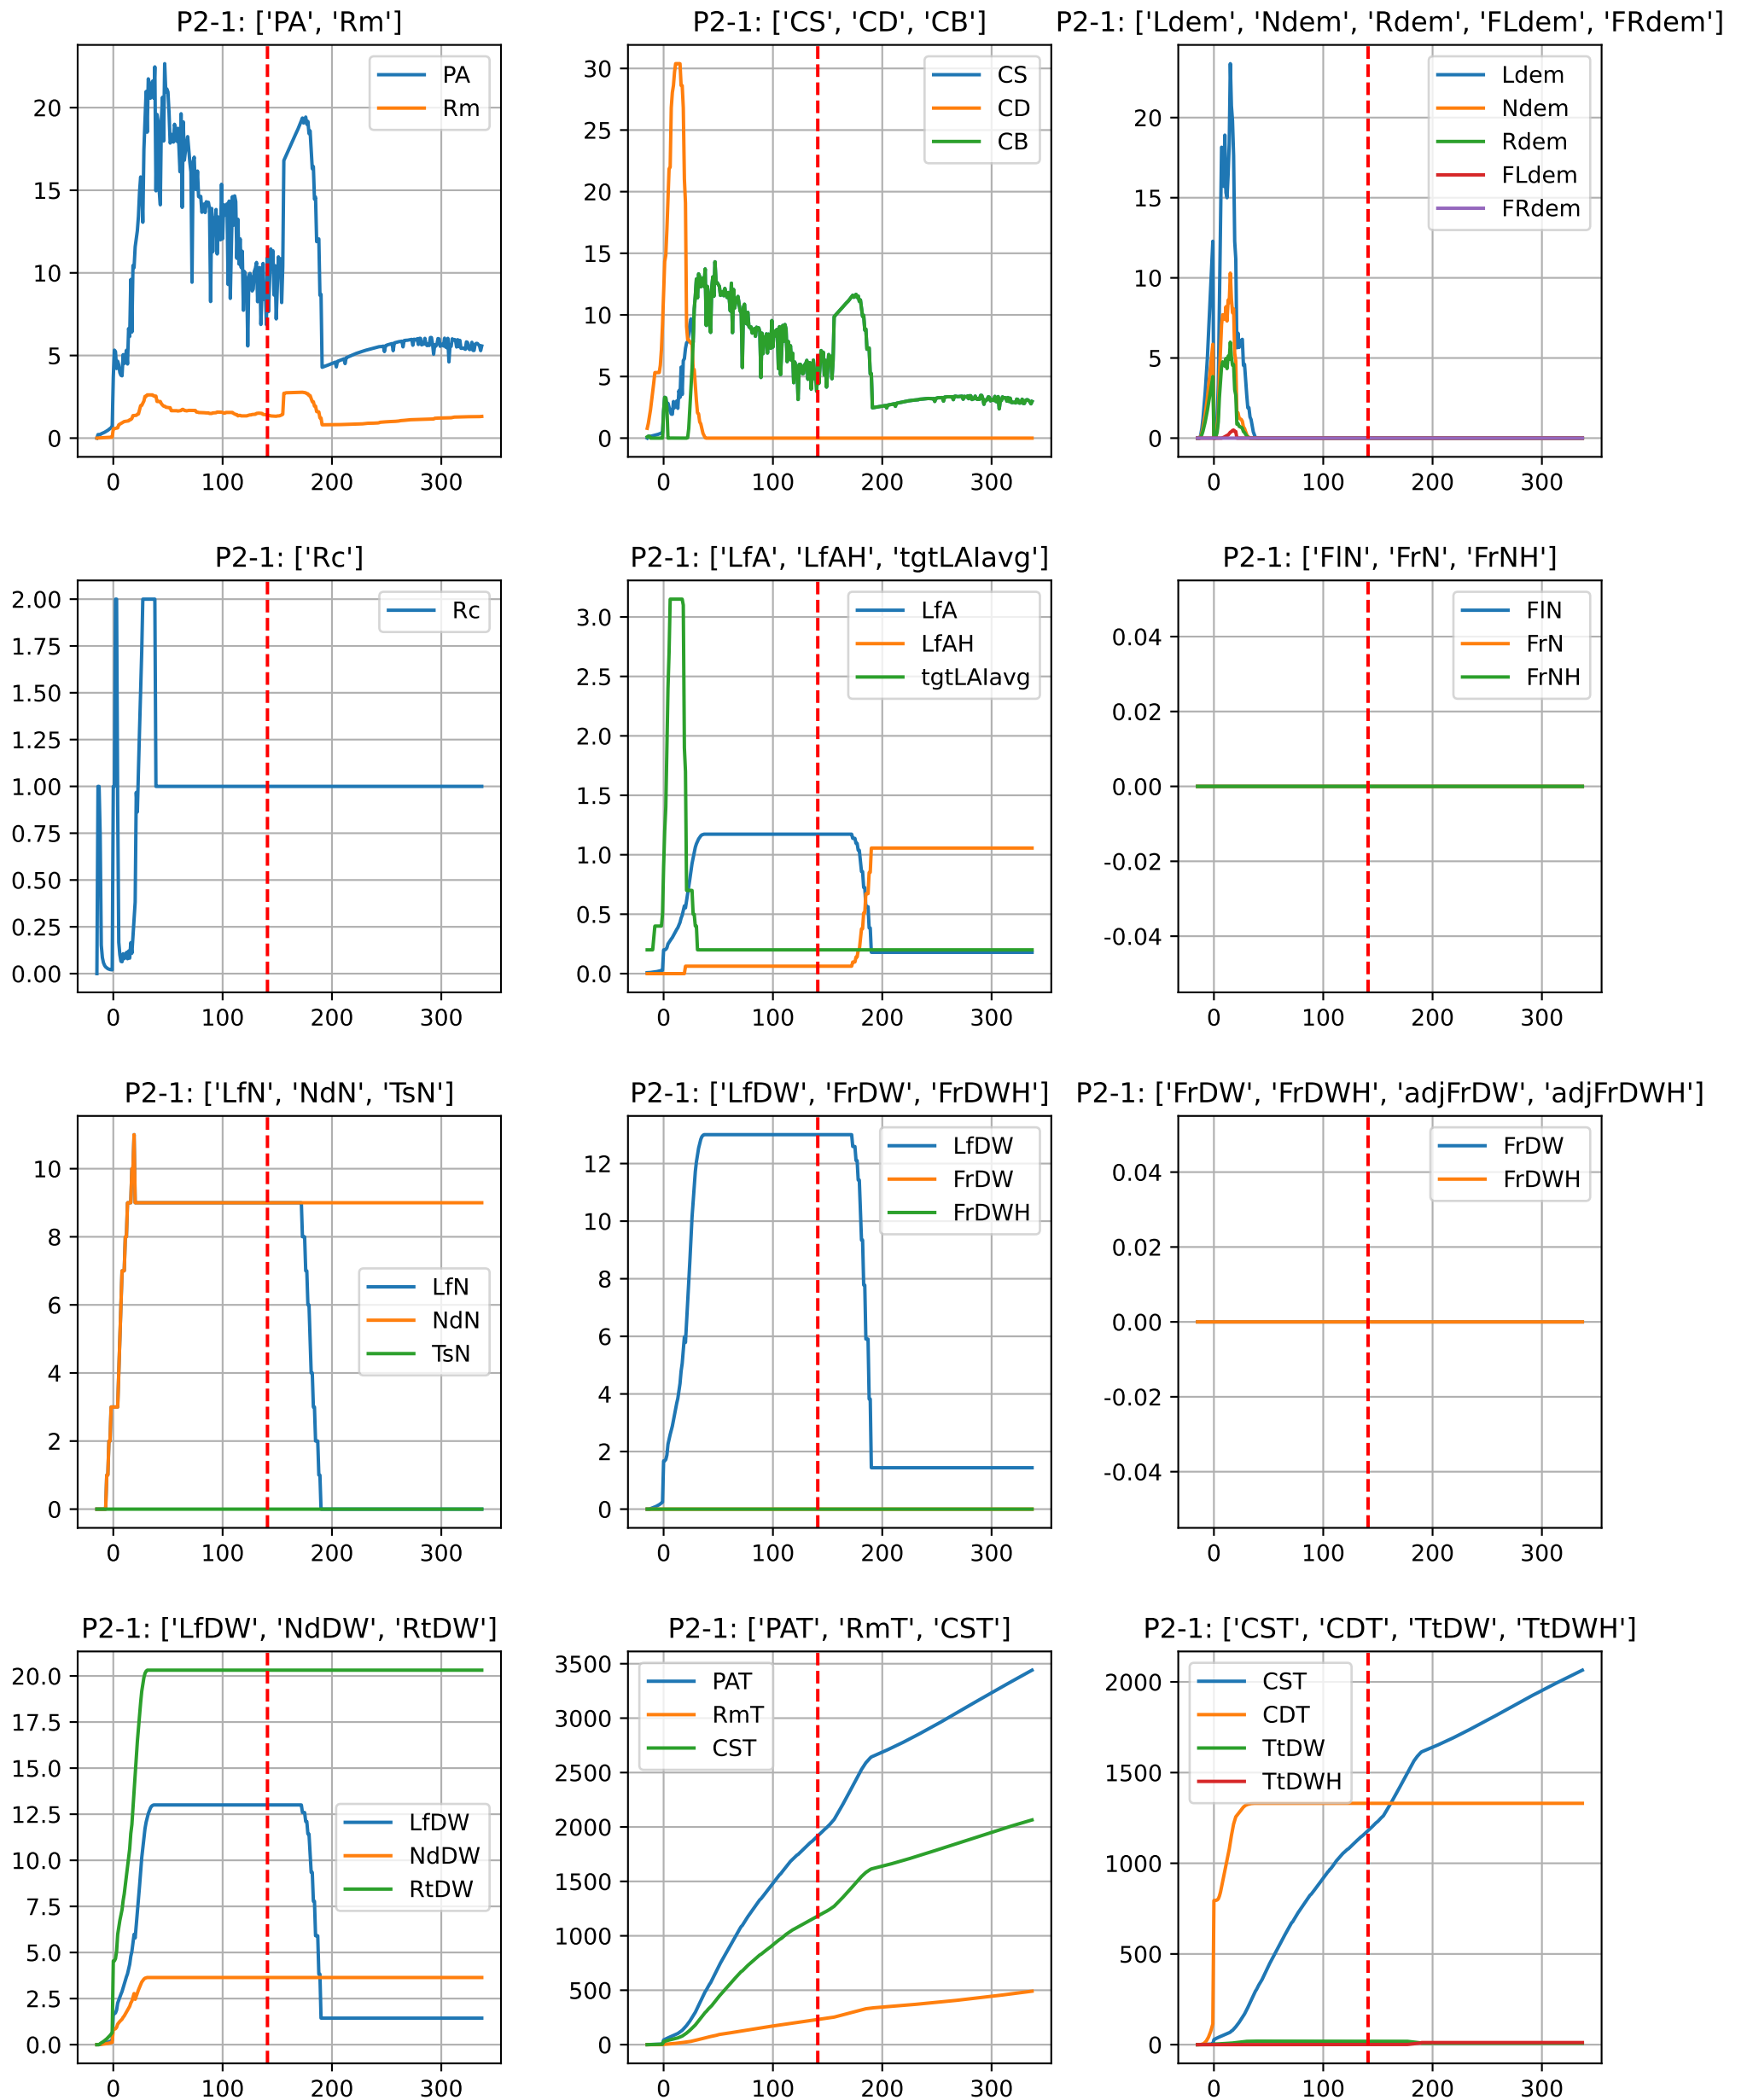 P2-1: ['PA', 'Rm']
PA
Rm
20
15
10
5
0
0 100 200 300
P2-1: ['CS', 'CD', 'CB']
CS
CD
CB
30
25
20
15
10
5
0
0 100 200 300
P2-1: ['Ldem', 'Ndem', 'Rdem', 'FLdem', 'FRdem']
Ldem
Ndem
Rdem
FLdem
FRdem
20
15
10
5
0
0 100 200 300
P2-1: ['Rc']
Rc
2.00
1.75
1.50
1.25
1.00
0.75
0.50
0.25
0.00
0 100 200 300
P2-1: ['LfA', 'LfAH', 'tgtLAIavg']
LfA
LfAH
tgtLAIavg
3.0
2.5
2.0
1.5
1.0
0.5
0.0
0 100 200 300
P2-1: ['FlN', 'FrN', 'FrNH']
FlN
FrN
FrNH
0.04
0.02
0.00
-0.02
-0.04
0 100 200 300
P2-1: ['LfN', 'NdN', 'TsN']
LfN
NdN
TsN
10
8
6
4
2
0
0 100 200 300
P2-1: ['LfDW', 'FrDW', 'FrDWH']
LfDW
FrDW
FrDWH
12
10
8
6
4
2
0
0 100 200 300
P2-1: ['FrDW', 'FrDWH', 'adjFrDW', 'adjFrDWH']
FrDW
FrDWH
0.04
0.02
0.00
-0.02
-0.04
0 100 200 300
P2-1: ['LfDW', 'NdDW', 'RtDW']
LfDW
NdDW
RtDW
20.0
17.5
15.0
12.5
10.0
7.5
5.0
2.5
0.0
0 100 200 300
P2-1: ['PAT', 'RmT', 'CST']
PAT
RmT
CST
3500
3000
2500
2000
1500
1000
500
0
0 100 200 300
P2-1: ['CST', 'CDT', 'TtDW', 'TtDWH']
CST
CDT
TtDW
TtDWH
2000
1500
1000
500
0
0 100 200 300